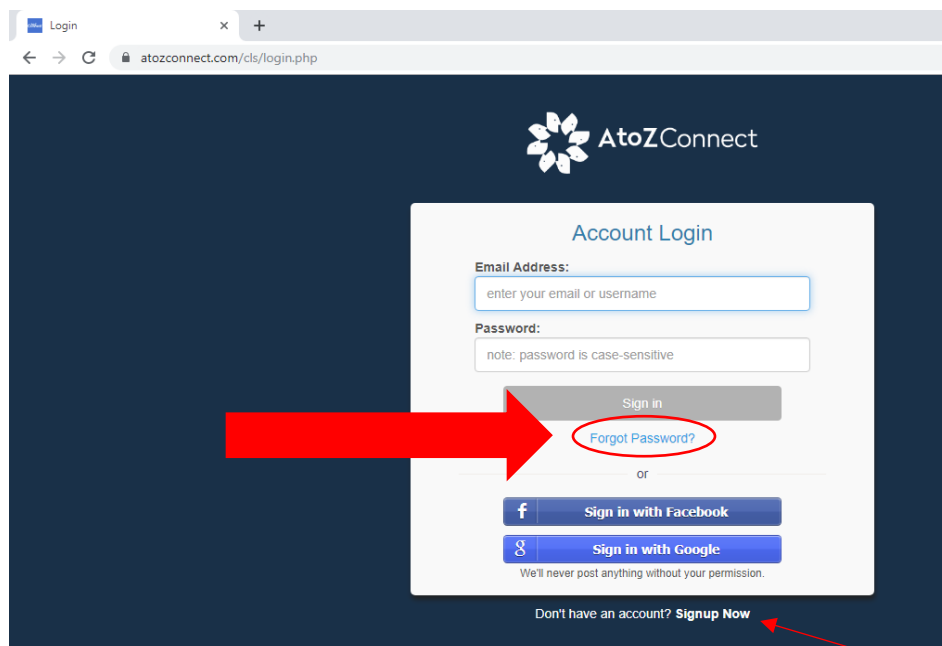 Login
atozconnect.com/cls/login.php
AtoZConnect
Account Login
Email Address:
enter your email or username
Password:
note: password is case-sensitive
Sign in
Forgot Password?
or
f Sign in with Facebook
g Sign in with Google
We'll never post anything without your permission.
Don't have an account? Signup Now